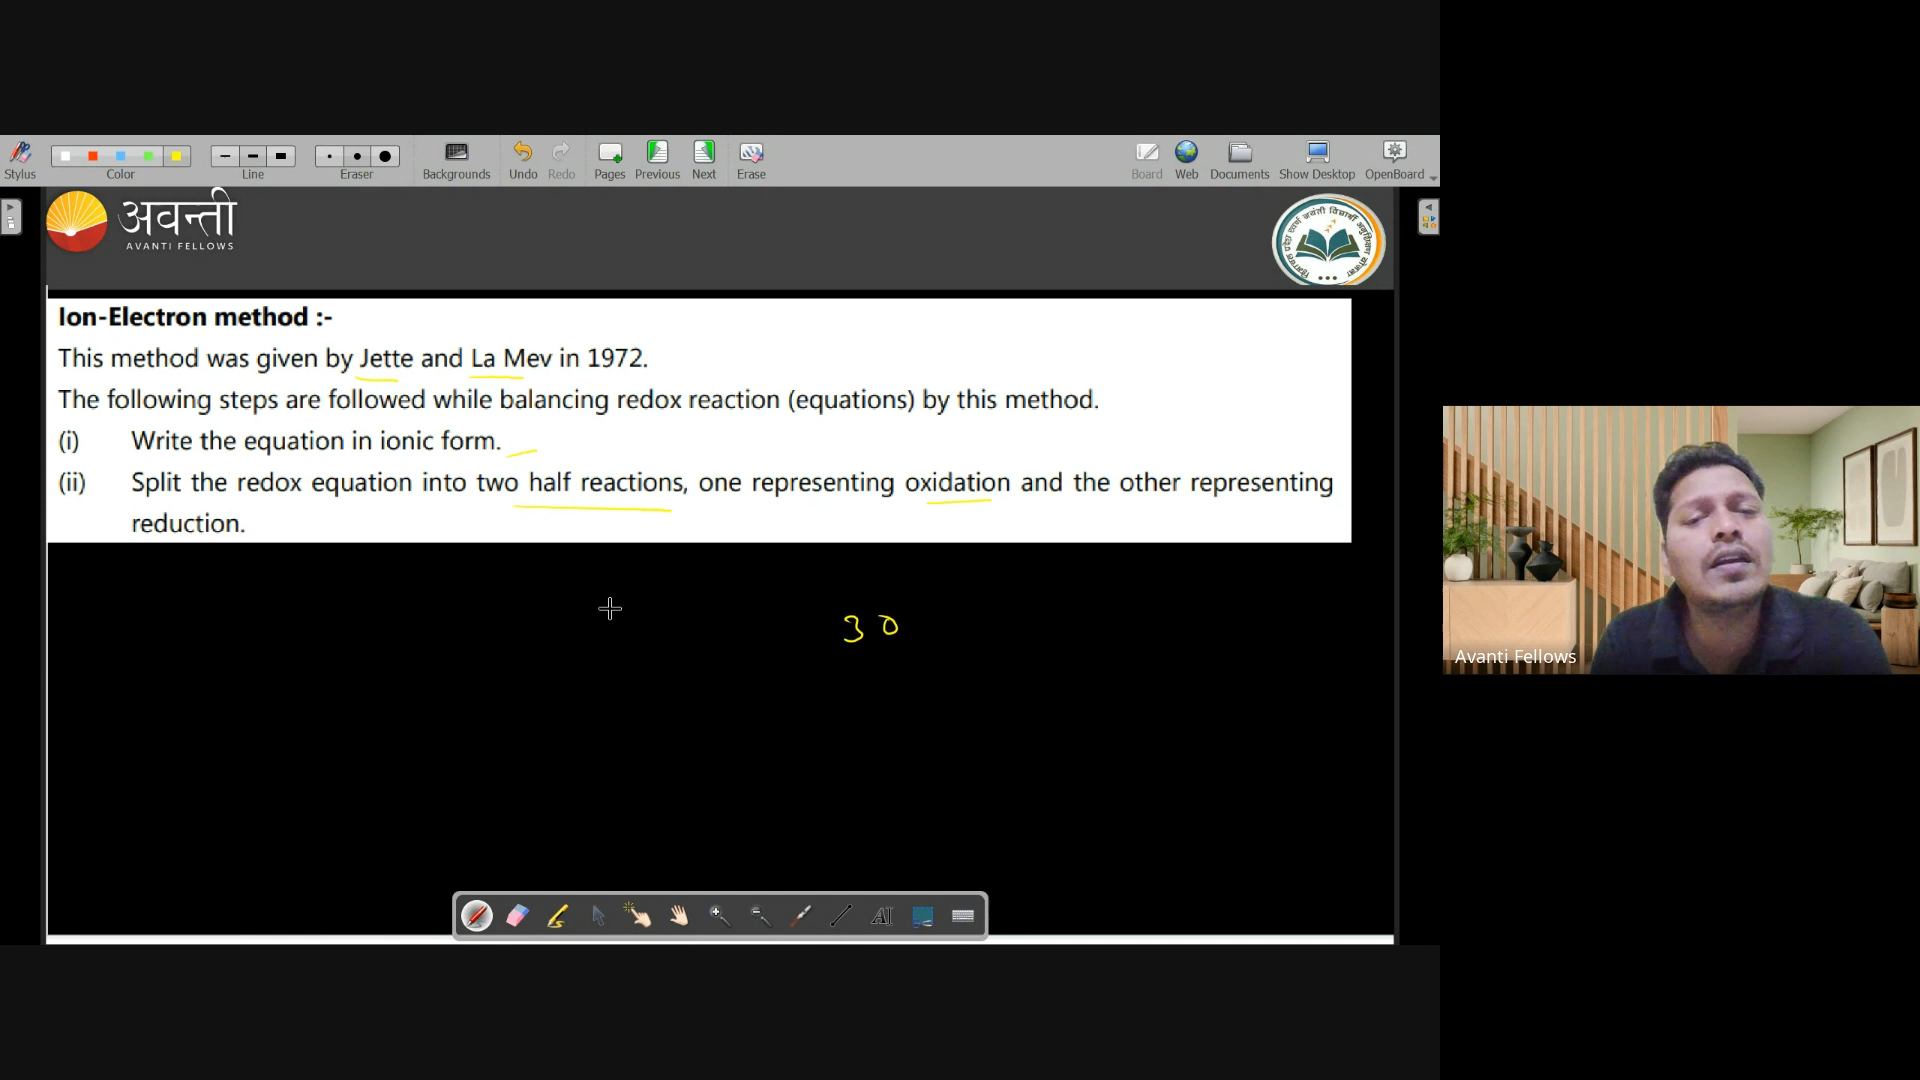 Stylus Color Line Eraser Backgrounds Undo Redo Pages Previous Next Erase Board Web Documents Show Desktop OpenBoard
अवन्ती
AVANTI FELLOWS
Ion-Electron method :-
This method was given by Jette and La Mev in 1972.
The following steps are followed while balancing redox reaction (equations) by this method.
(i) Write the equation in ionic form.
(ii) Split the redox equation into two half reactions, one representing oxidation and the other representing
reduction.
30
Avanti Fellows